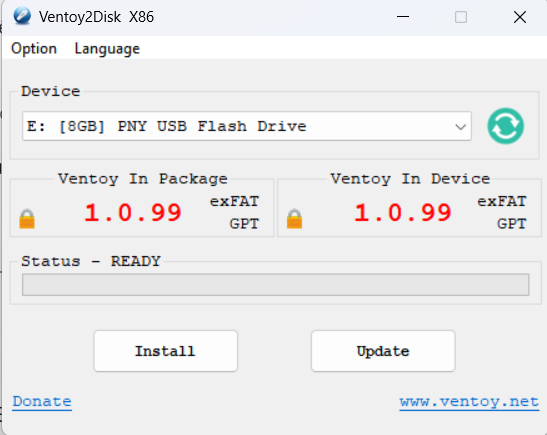 Ventoy2Disk X86
Option Language
Device
E: [8GB] PNY USB Flash Drive
Ventoy In Package
1.0.99
exFAT
GPT
Ventoy In Device
1.0.99
exFAT
GPT
Status - READY
Install
Update
Donate
www.ventoy.net